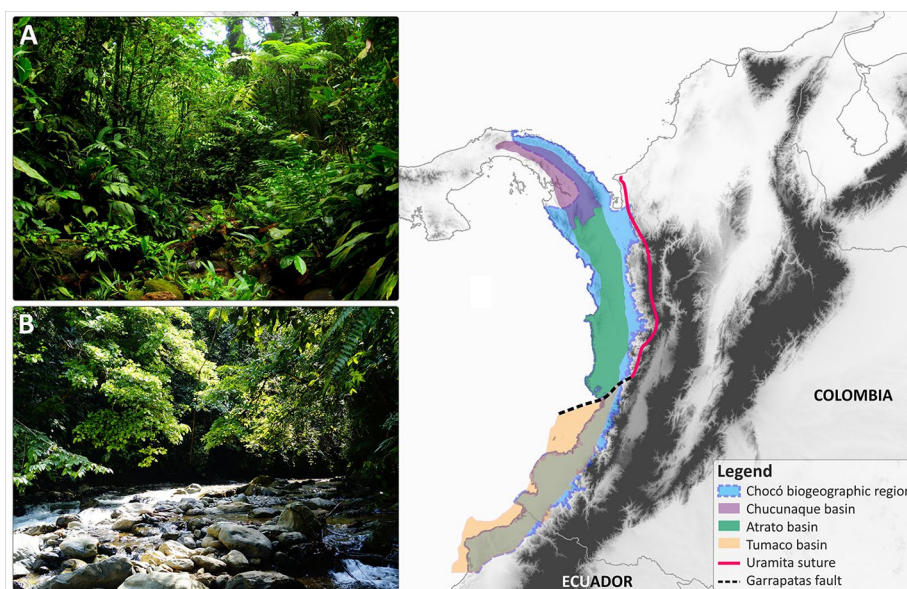 A
B
COLOMBIA
ECUADOR
Legend
Chocó biogeographic region
Chucunaque basin
Atrato basin
Tumaco basin
Uramita suture
Garrapatas fault